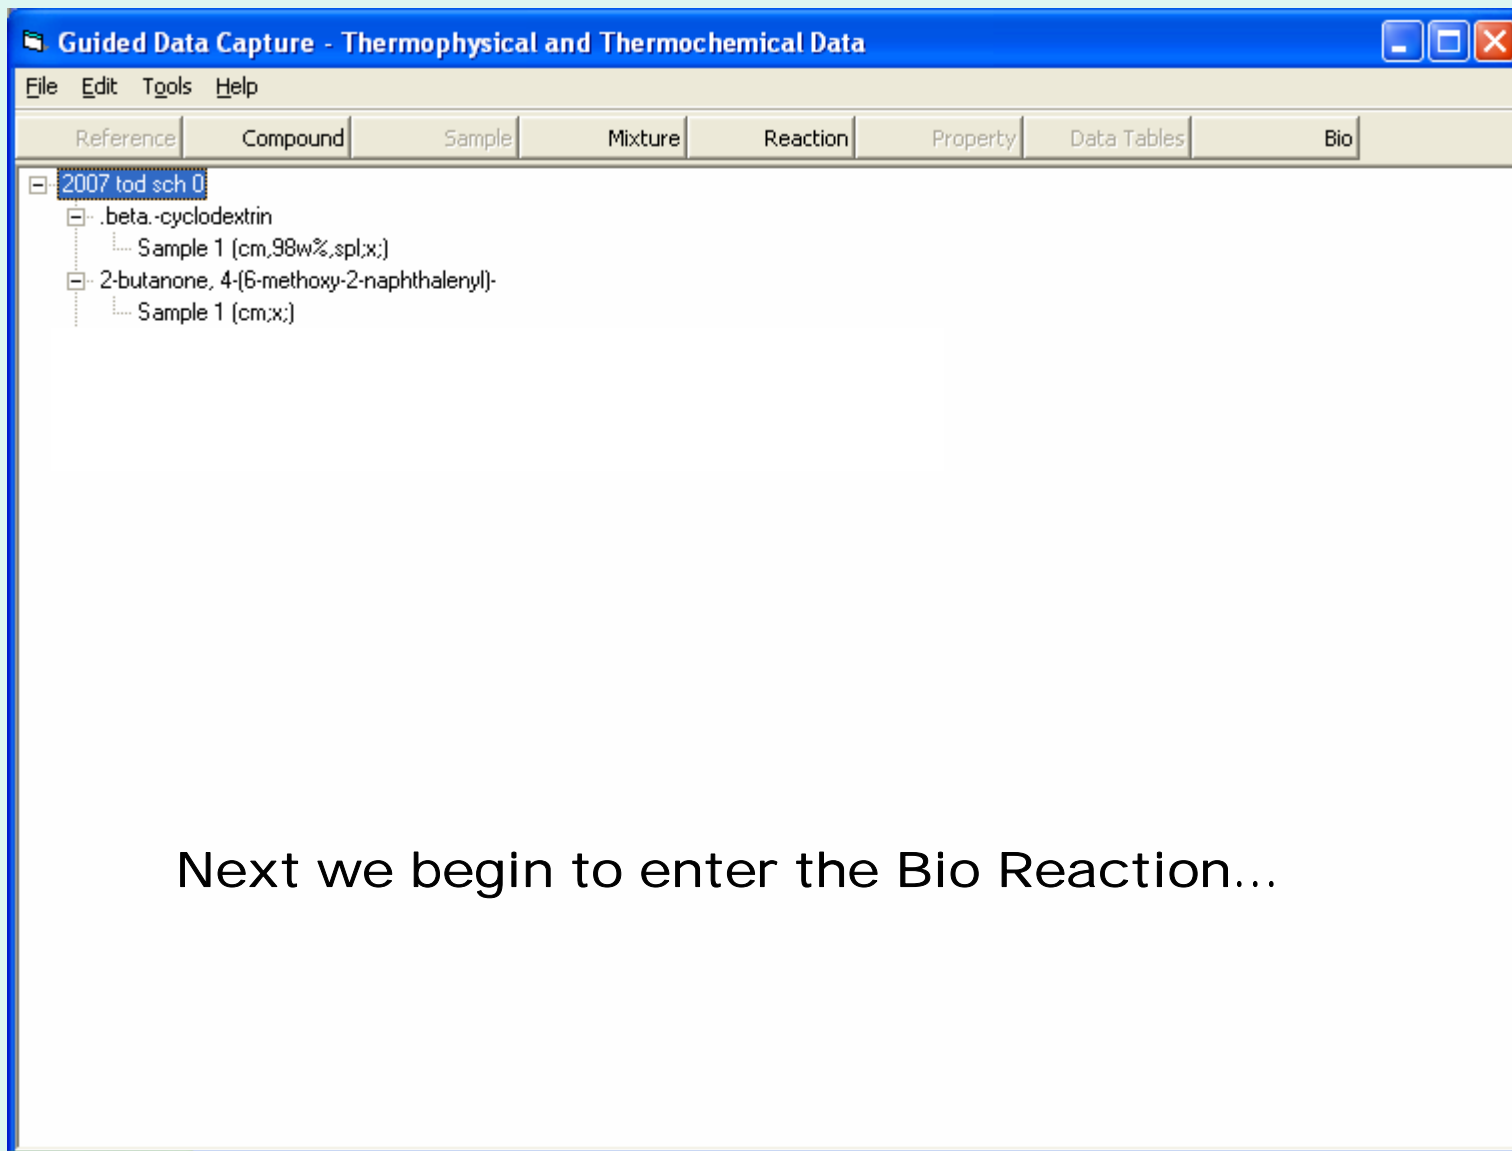 Guided Data Capture - Thermophysical and Thermochemical Data
File Edit Tools Help
Reference Compound Sample Mixture Reaction Property Data Tables Bio
2007 tod sch 0
.beta.-cyclodextrin
Sample 1 (cm,98w%,spl;x;)
2-butanone, 4-(6-methoxy-2-naphthalenyl)-
Sample 1 (cm;x;)
Next we begin to enter the Bio Reaction...